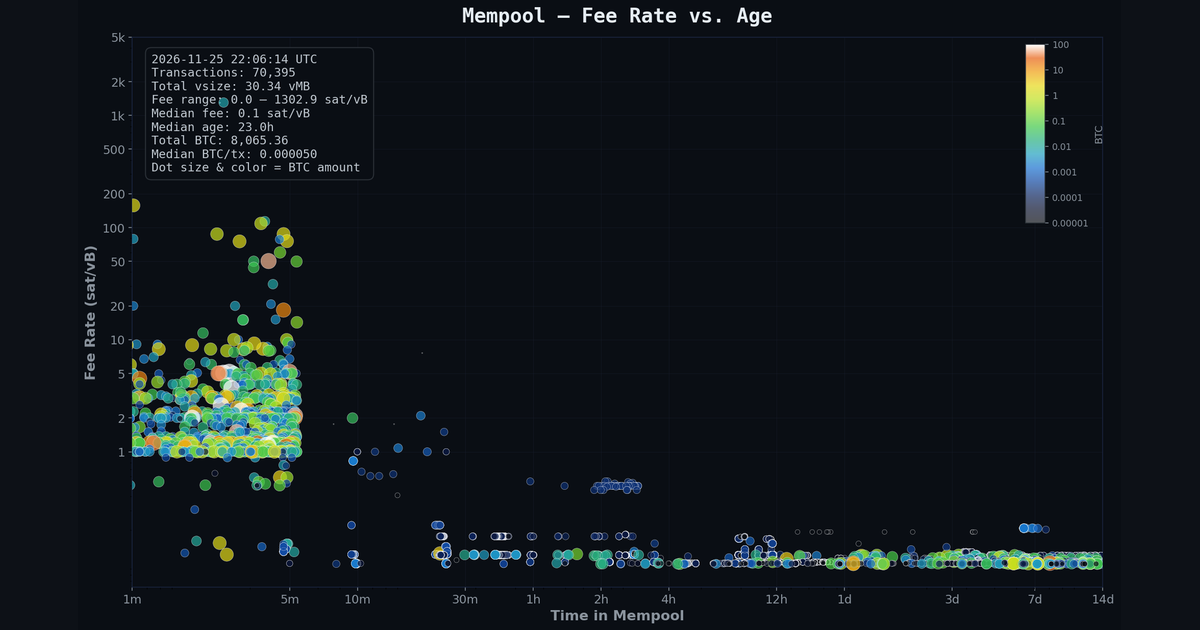 Mempool — Fee Rate vs. Age
5k
2k
1k
500
200
100
50
20
10
5
2
1
Fee Rate (sat/vB)
2026-11-25 22:06:14 UTC
Transactions: 70,395
Total vsize: 30.34 vMB
Fee range: 0.0 — 1302.9 sat/vB
Median fee: 0.1 sat/vB
Median age: 23.0h
Total BTC: 8,065.36
Median BTC/tx: 0.000050
Dot size & color = BTC amount
100
10
1
0.1
0.01
0.001
0.0001
0.00001
BTC
1m
5m
10m
30m
1h
2h
4h
12h
1d
3d
7d
14d
Time in Mempool